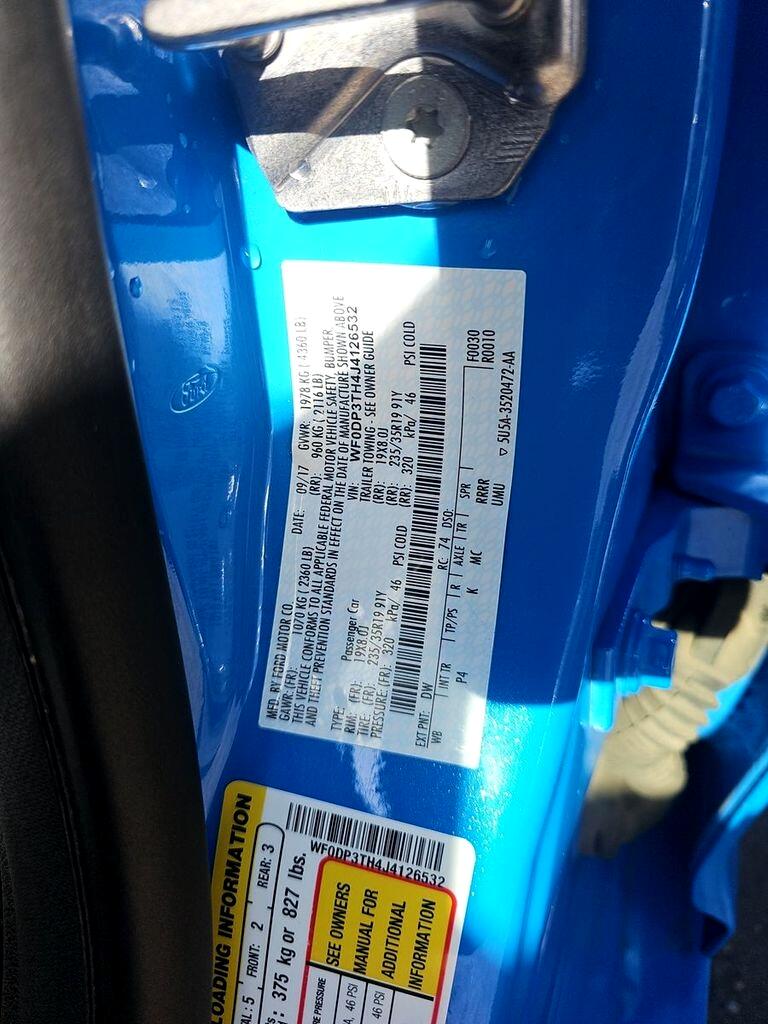 Ford
MFD. BY FORD MOTOR CO. DATE: 09/17 GVWR: 1978 KG ( 4360 LB)
GAWR: (FR): 1070 KG ( 2360 LB) (RR): 960 KG ( 2116 LB)
THIS VEHICLE CONFORMS TO ALL APPLICABLE FEDERAL MOTOR VEHICLE SAFETY, BUMPER,
AND THEFT PREVENTION STANDARDS IN EFFECT ON THE DATE OF MANUFACTURE SHOWN ABOVE
VIN: WF0DP3TH4J4126532
TYPE: Passenger Car TRAILER TOWING - SEE OWNER GUIDE
RIM: (FR): 19X8.0J (RR): 19X8.0J
TIRE: (FR): 235/35R19 91Y (RR): 235/35R19 91Y
PRESSURE:(FR): 320 kPa/ 46 PSI COLD (RR): 320 kPa/ 46 PSI COLD
EXT PNT: DW RC: 74 DSO: F0030
WB INT TR TP/PS R AXLE TR SPR R0010
P4 K MC RRRR
UMU
▽ 5U5A-3520472-AA
LOADING INFORMATION
WF0DP3TH4J4126532
TAL : 5 FRONT: 2 REAR: 3
375 kg or 827 lbs.
RE PRESSURE
46 PSI
46 PSI
SEE OWNERS
MANUAL FOR
ADDITIONAL
INFORMATION